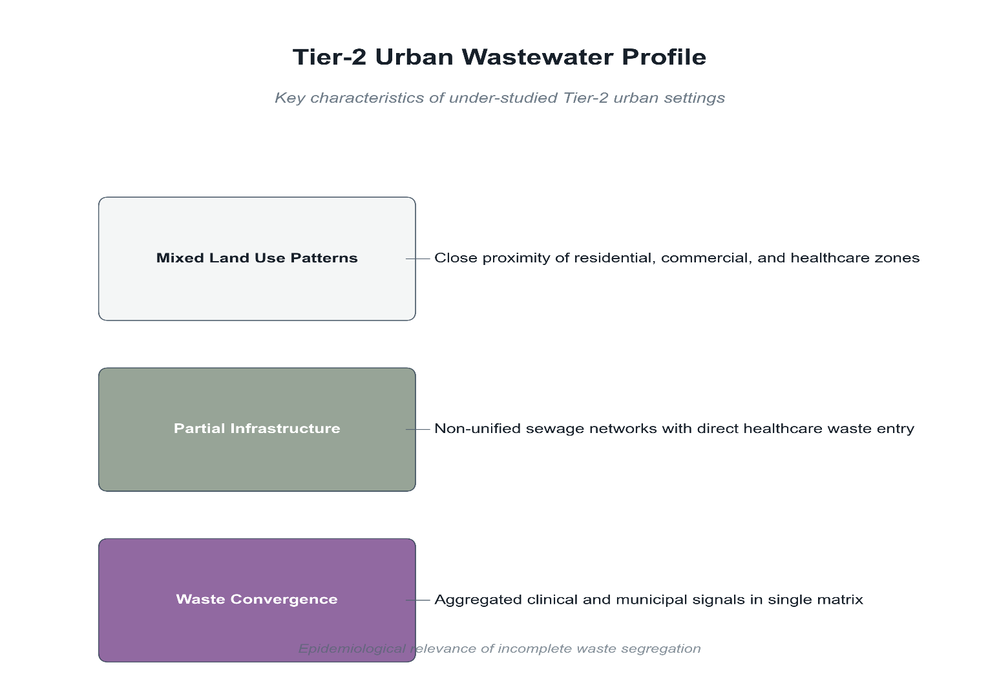 Tier-2 Urban Wastewater Profile
Key characteristics of under-studied Tier-2 urban settings
Mixed Land Use Patterns
Close proximity of residential, commercial, and healthcare zones
Partial Infrastructure
Non-unified sewage networks with direct healthcare waste entry
Waste Convergence
Aggregated clinical and municipal signals in single matrix
Epidemiological relevance of incomplete waste segregation